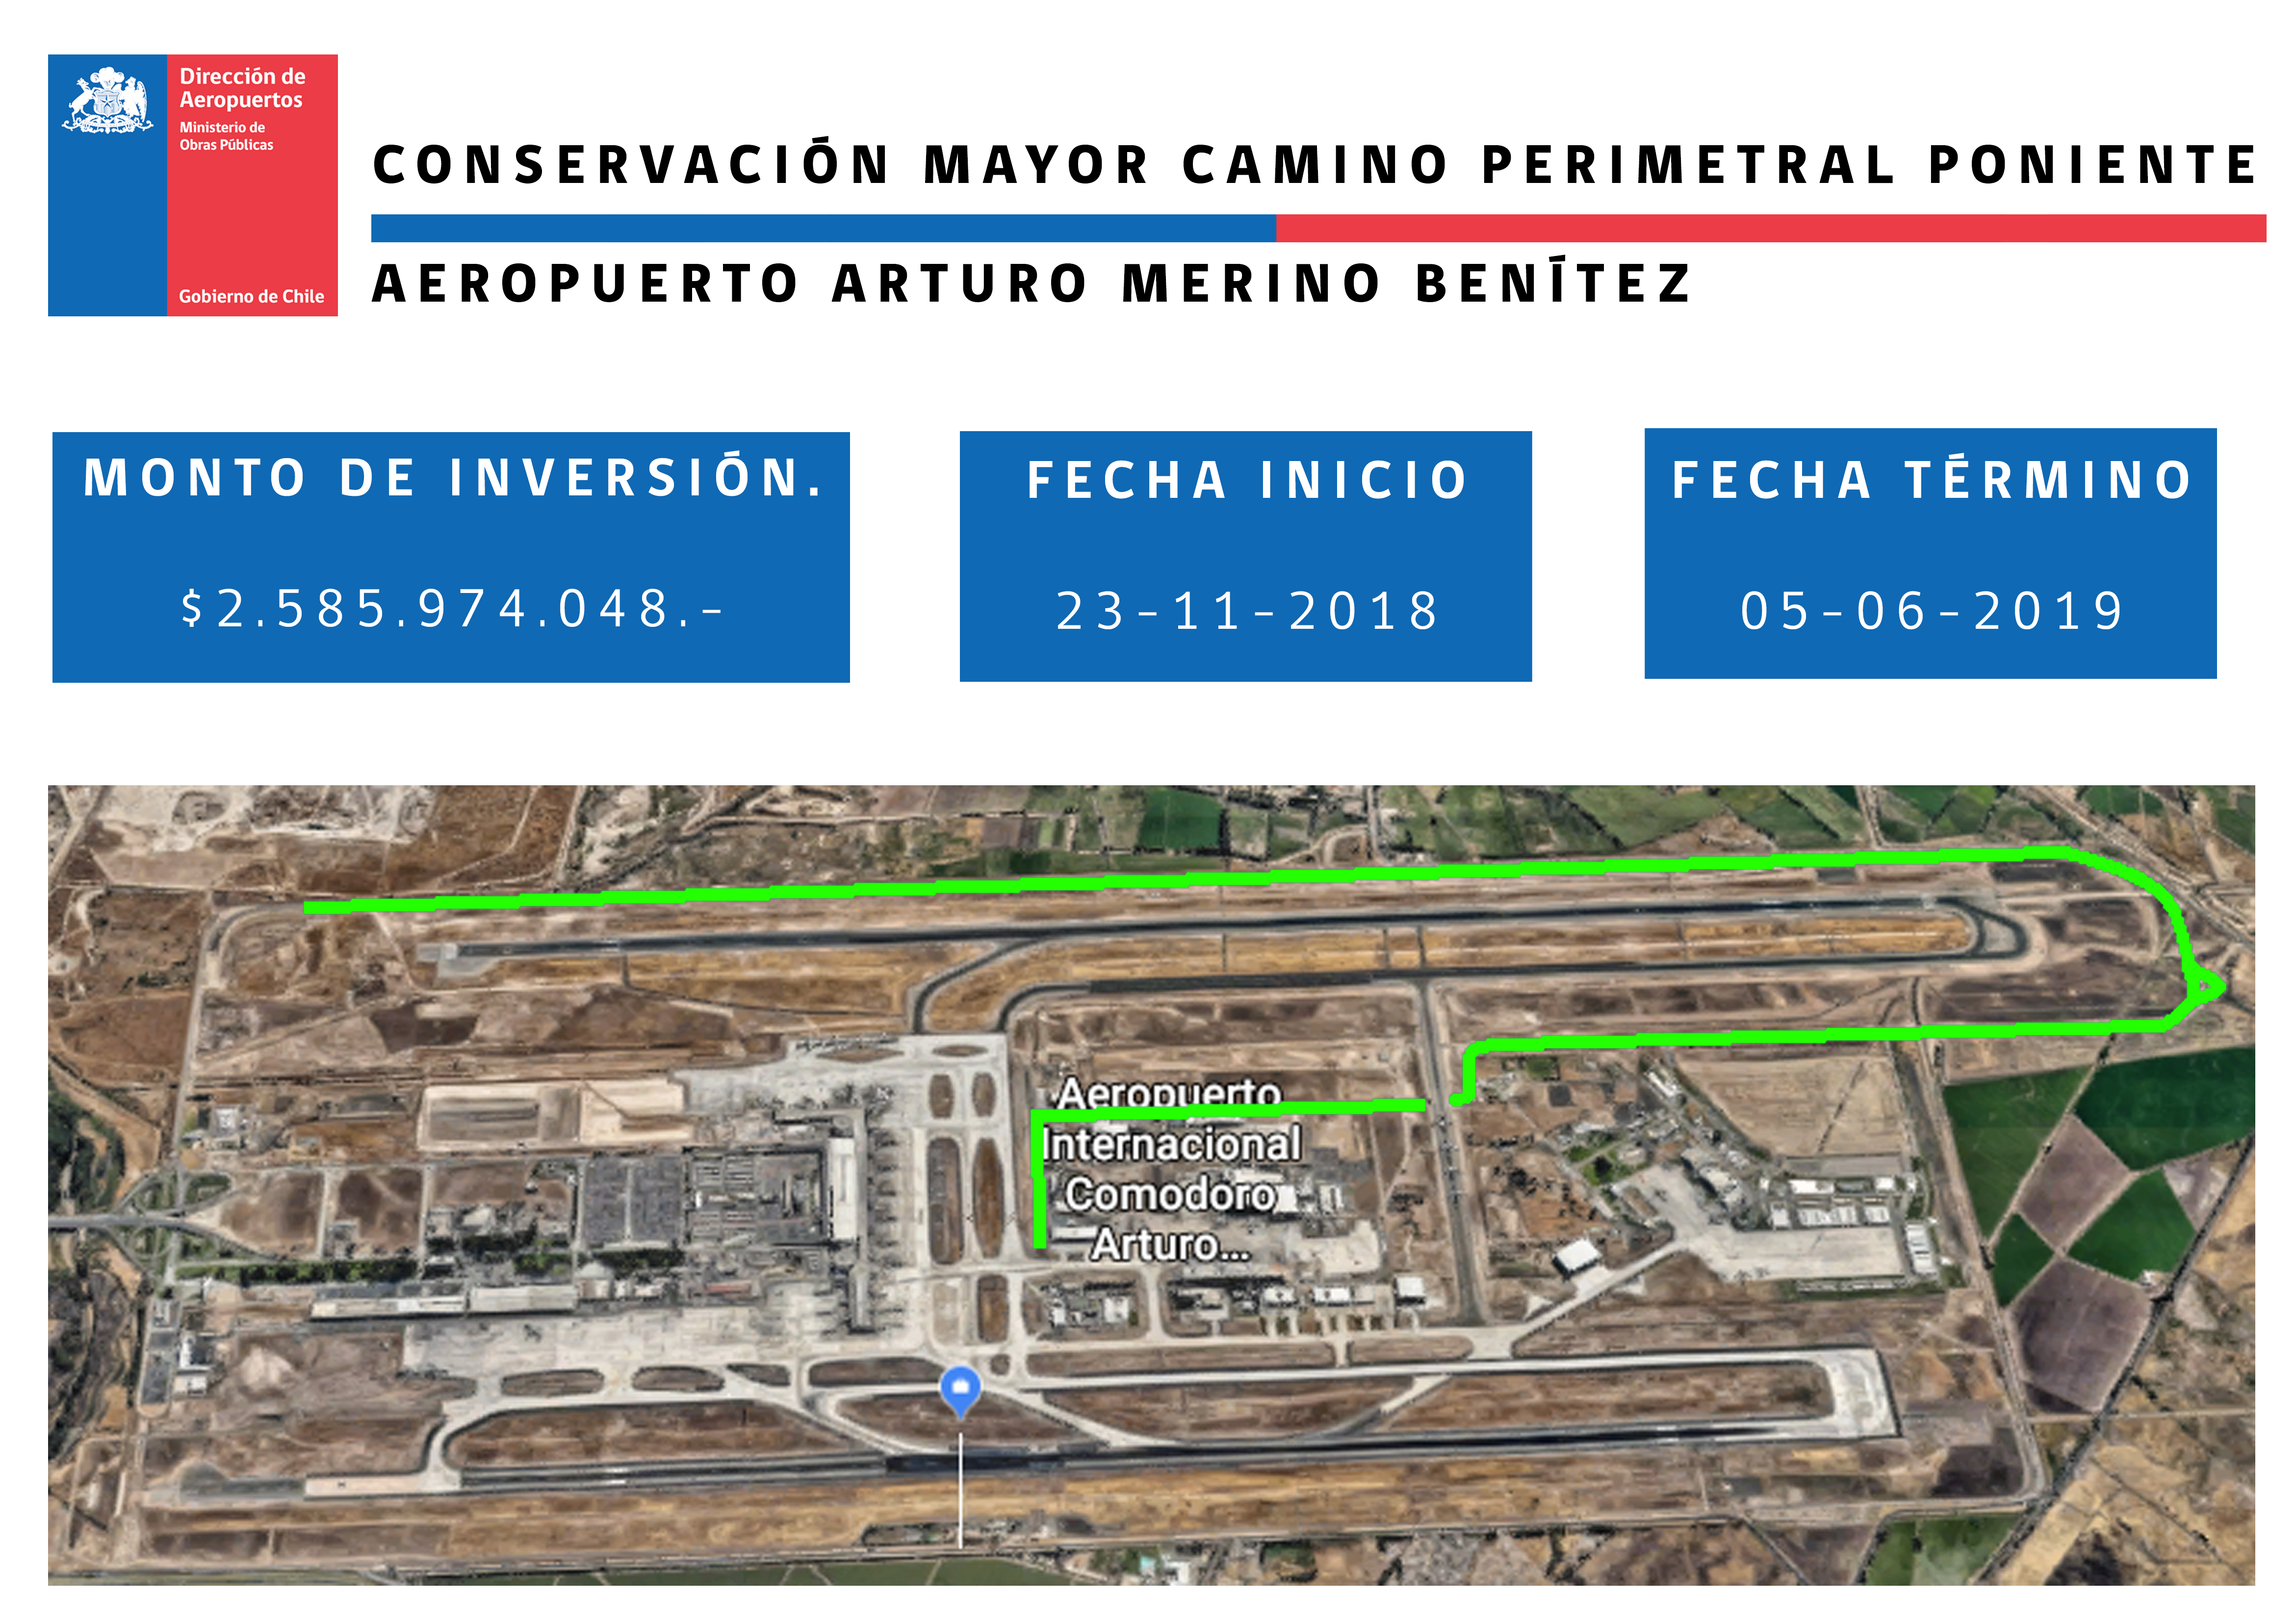 Dirección de
Aeropuertos
Ministerio de
Obras Públicas
Gobierno de Chile
CONSERVACIÓN MAYOR CAMINO PERIMETRAL PONIENTE
AEROPUERTO ARTURO MERINO BENÍTEZ
MONTO DE INVERSIÓN.
$2.585.974.048.-
FECHA INICIO
23-11-2018
FECHA TÉRMINO
05-06-2019
Aeropuerto
Internacional
Comodoro
Arturo...